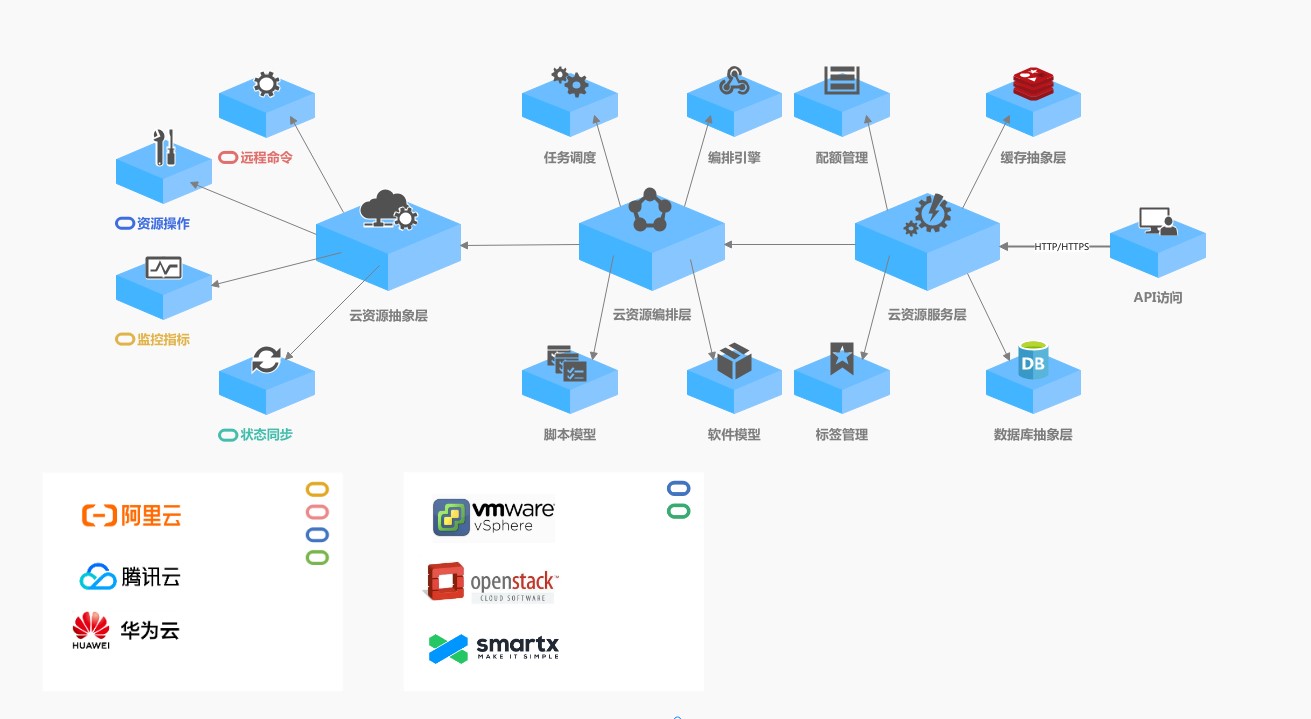 远程命令
任务调度
编排引擎
配额管理
缓存抽象层
资源操作
HTTP/HTTPS
API访问
云资源抽象层
云资源编排层
云资源服务层
监控指标
DB
状态同步
脚本模型
软件模型
标签管理
数据库抽象层
阿里云
腾讯云
HUAWEI
华为云
vmware
vSphere
openstack™
CLOUD SOFTWARE
smartx
MAKE IT SIMPLE